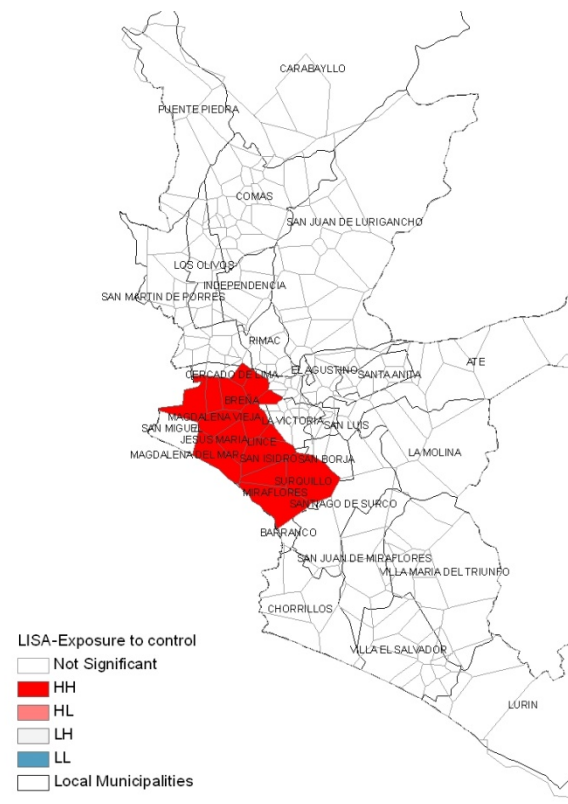 CARABAYLLO
PUENTE PIEDRA
COMAS
SAN JUAN DE LURIGANCHO
LOS OLIVOS
INDEPENDENCIA
SAN MARTIN DE PORRES
RIMAC
ATE
CERCADO DE LIMA
EL AGUSTINO
SANTA ANITA
BREÑA
MAGDALENA VIEJA
LA VICTORIA
SAN MIGUEL
SAN LUIS
JESUS MARIA
LINCE
LA MOLINA
MAGDALENA DEL MAR
SAN ISIDRO
SAN BORJA
SURQUILLO
MIRAFLORES
SANTIAGO DE SURCO
BARRANCO
SAN JUAN DE MIRAFLORES
VILLA MARIA DEL TRIUNFO
CHORRILLOS
VILLA EL SALVADOR
LURIN
LISA-Exposure to control
Not Significant
HH
HL
LH
LL
Local Municipalities